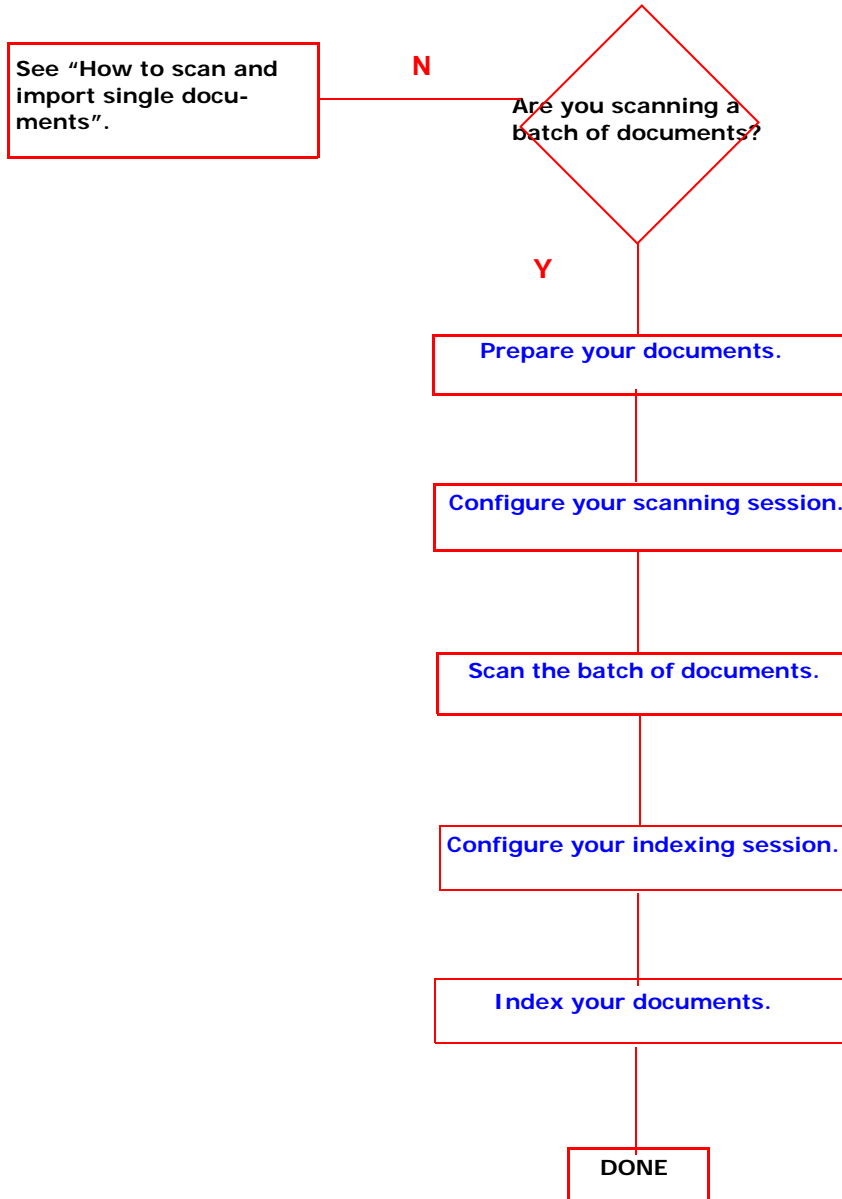 See “How to scan and
import single docu-
ments”.
N
Are you scanning a
batch of documents?
Y
Prepare your documents.
Configure your scanning session.
Scan the batch of documents.
Configure your indexing session.
Index your documents.
DONE